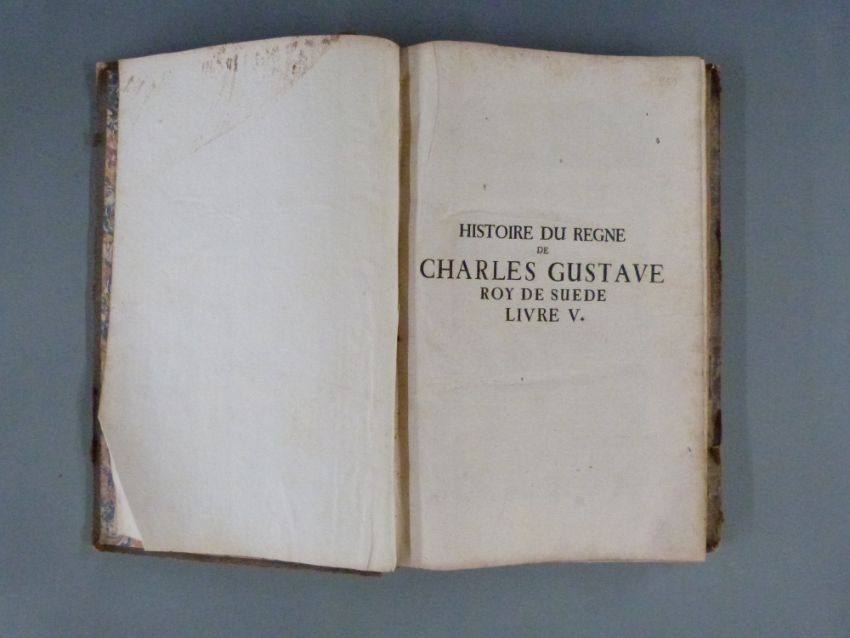 HISTOIRE DU REGNE
DE
CHARLES GUSTAVE
ROY DE SUEDE
LIVRE V.